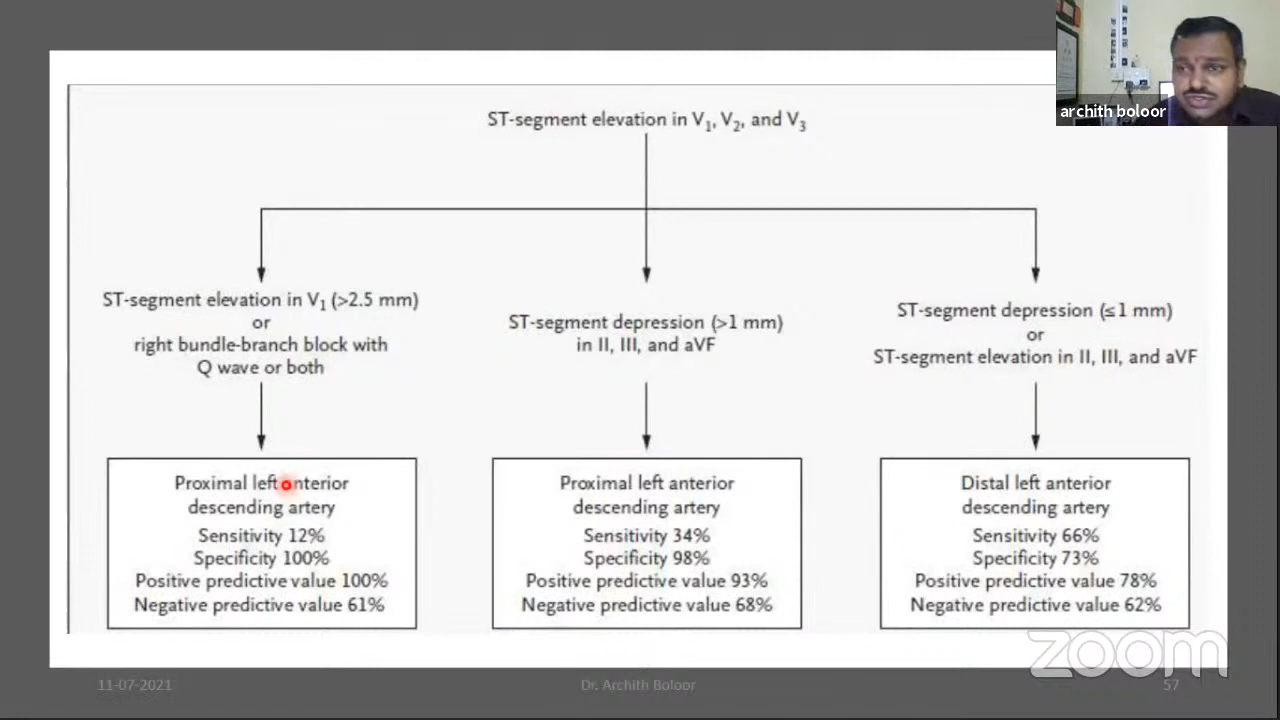 archith boloor
ST-segment elevation in V1, V2, and V3
ST-segment elevation in V1 (>2.5 mm)
or
right bundle-branch block with
Q wave or both
ST-segment depression (>1 mm)
in II, III, and aVF
ST-segment depression (≤1 mm)
or
ST-segment elevation in II, III, and aVF
Proximal left anterior
descending artery
Sensitivity 12%
Specificity 100%
Positive predictive value 100%
Negative predictive value 61%
Proximal left anterior
descending artery
Sensitivity 34%
Specificity 98%
Positive predictive value 93%
Negative predictive value 68%
Distal left anterior
descending artery
Sensitivity 66%
Specificity 73%
Positive predictive value 78%
Negative predictive value 62%
zoom
11-07-2021
Dr. Archith Boloor
57